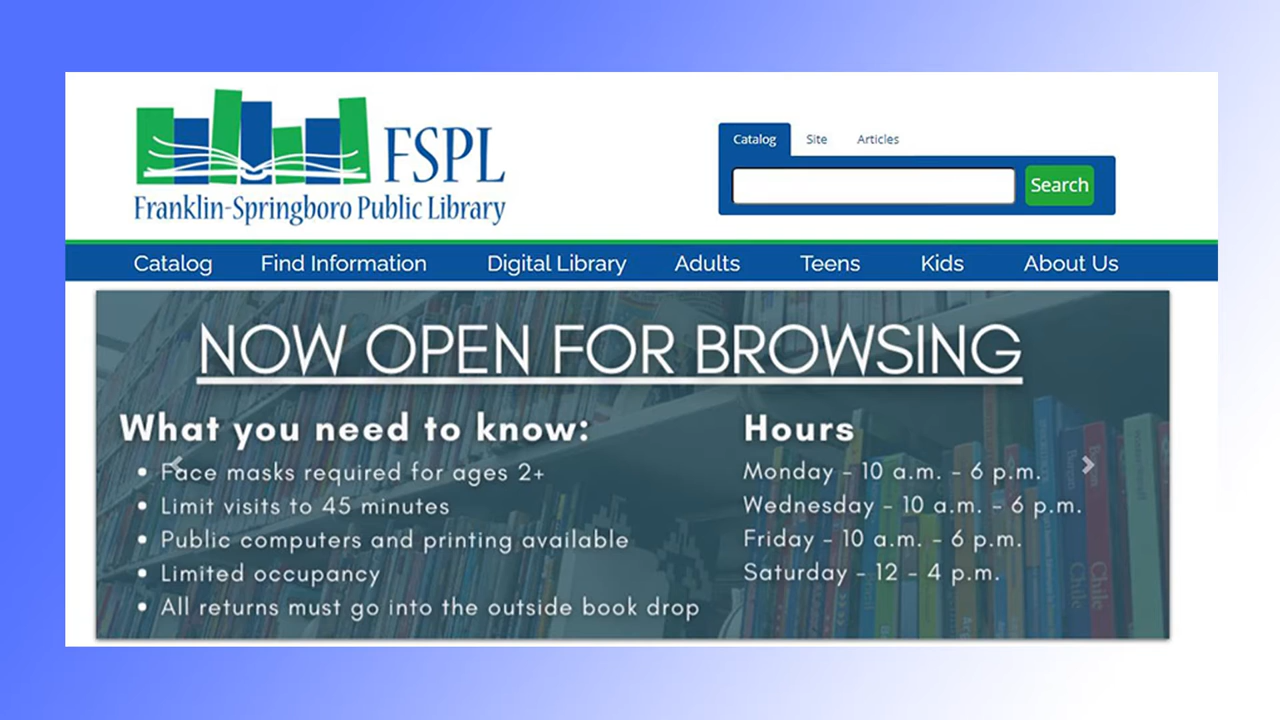 FSPL
Franklin-Springboro Public Library
Catalog Site Articles
Search
Catalog Find Information Digital Library Adults Teens Kids About Us
NOW OPEN FOR BROWSING
What you need to know:
• Face masks required for ages 2+
• Limit visits to 45 minutes
• Public computers and printing available
• Limited occupancy
• All returns must go into the outside book drop
Hours
Monday - 10 a.m. - 6 p.m.
Wednesday - 10 a.m. - 6 p.m.
Friday - 10 a.m. - 6 p.m.
Saturday - 12 - 4 p.m.
Chile
Chile